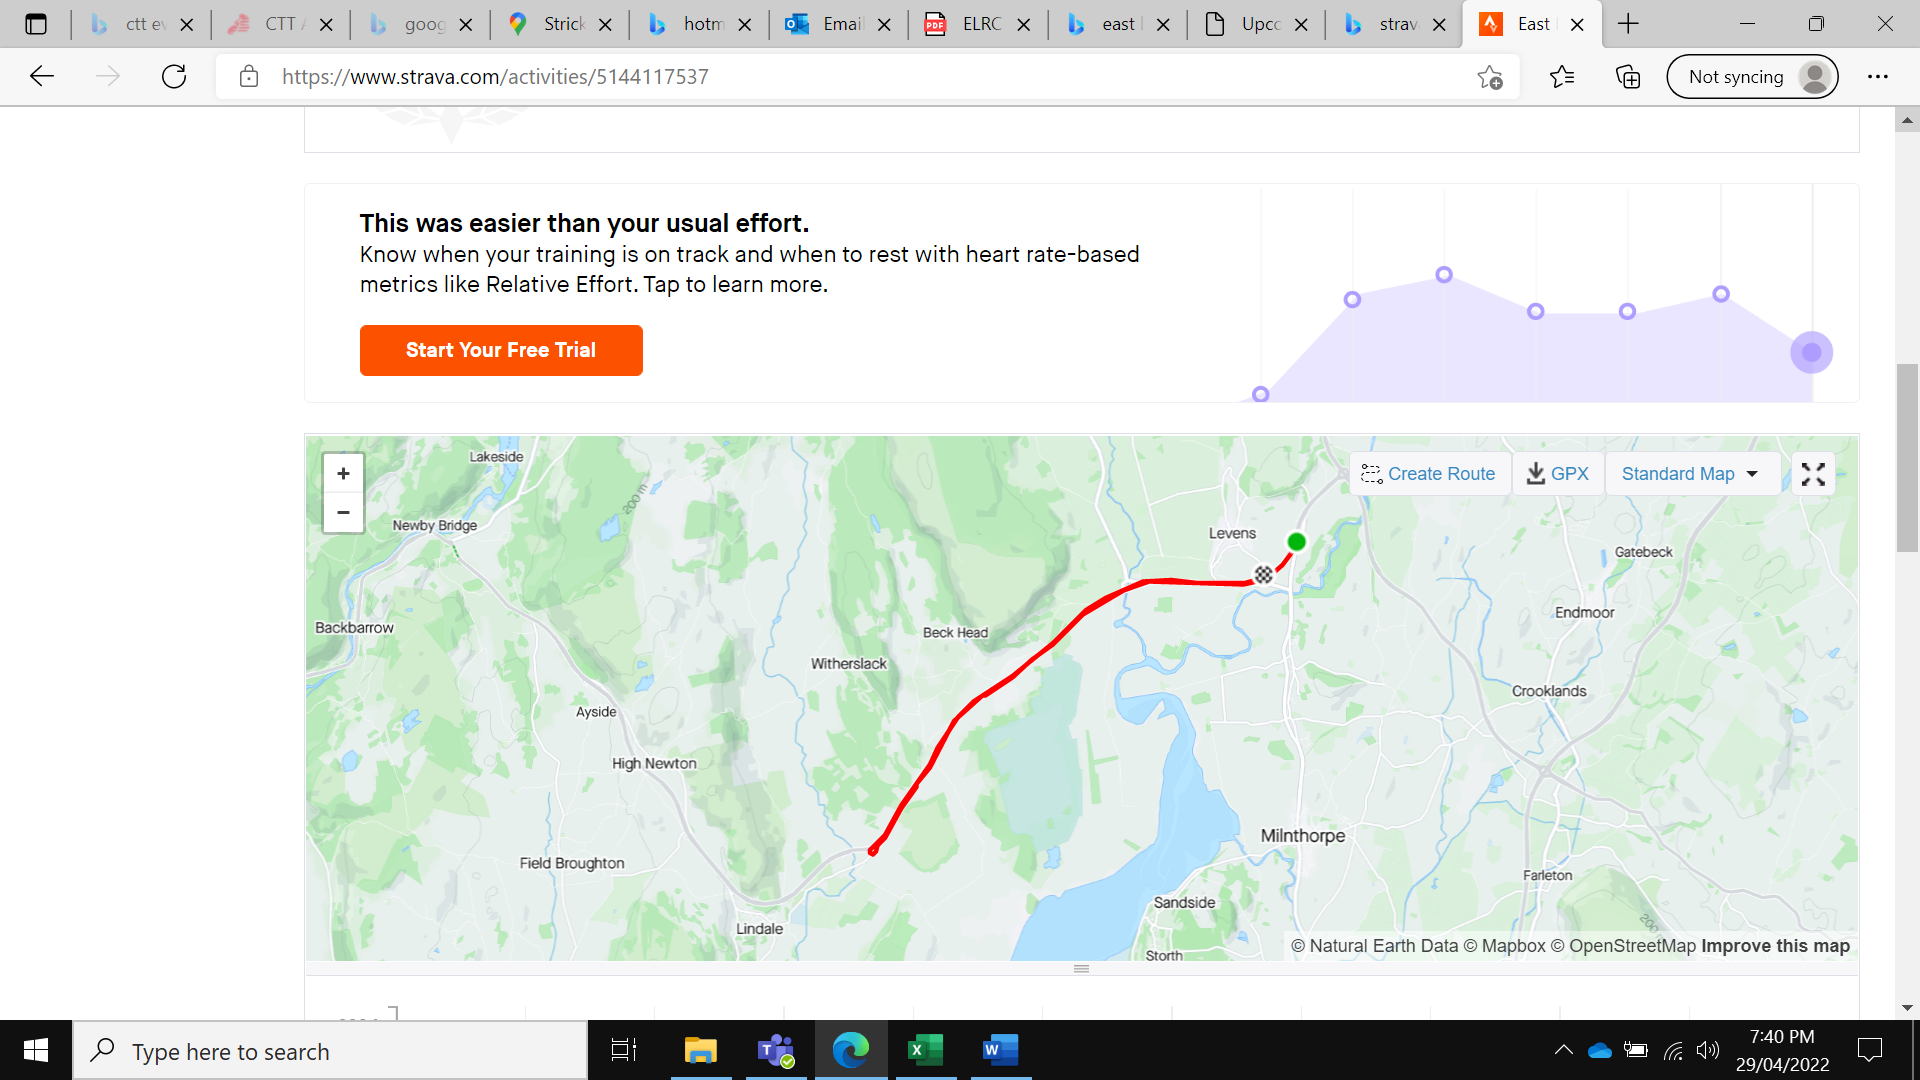 ctt ev
CTT A
goog
Strick
hotm
Email
PDF
ELRC
east l
Upco
strav
East
https://www.strava.com/activities/5144117537
Not syncing
This was easier than your usual effort.
Know when your training is on track and when to rest with heart rate-based
metrics like Relative Effort. Tap to learn more.
Start Your Free Trial
+
−
Create Route
GPX
Standard Map
Lakeside
200 m
Newby Bridge
Levens
Gatebeck
Backbarrow
Beck Head
Endmoor
Witherslack
Ayside
Crooklands
High Newton
Milnthorpe
Field Broughton
Farleton
Sandside
Lindale
Storth
© Natural Earth Data © Mapbox © OpenStreetMap Improve this map
Type here to search
7:40 PM
29/04/2022